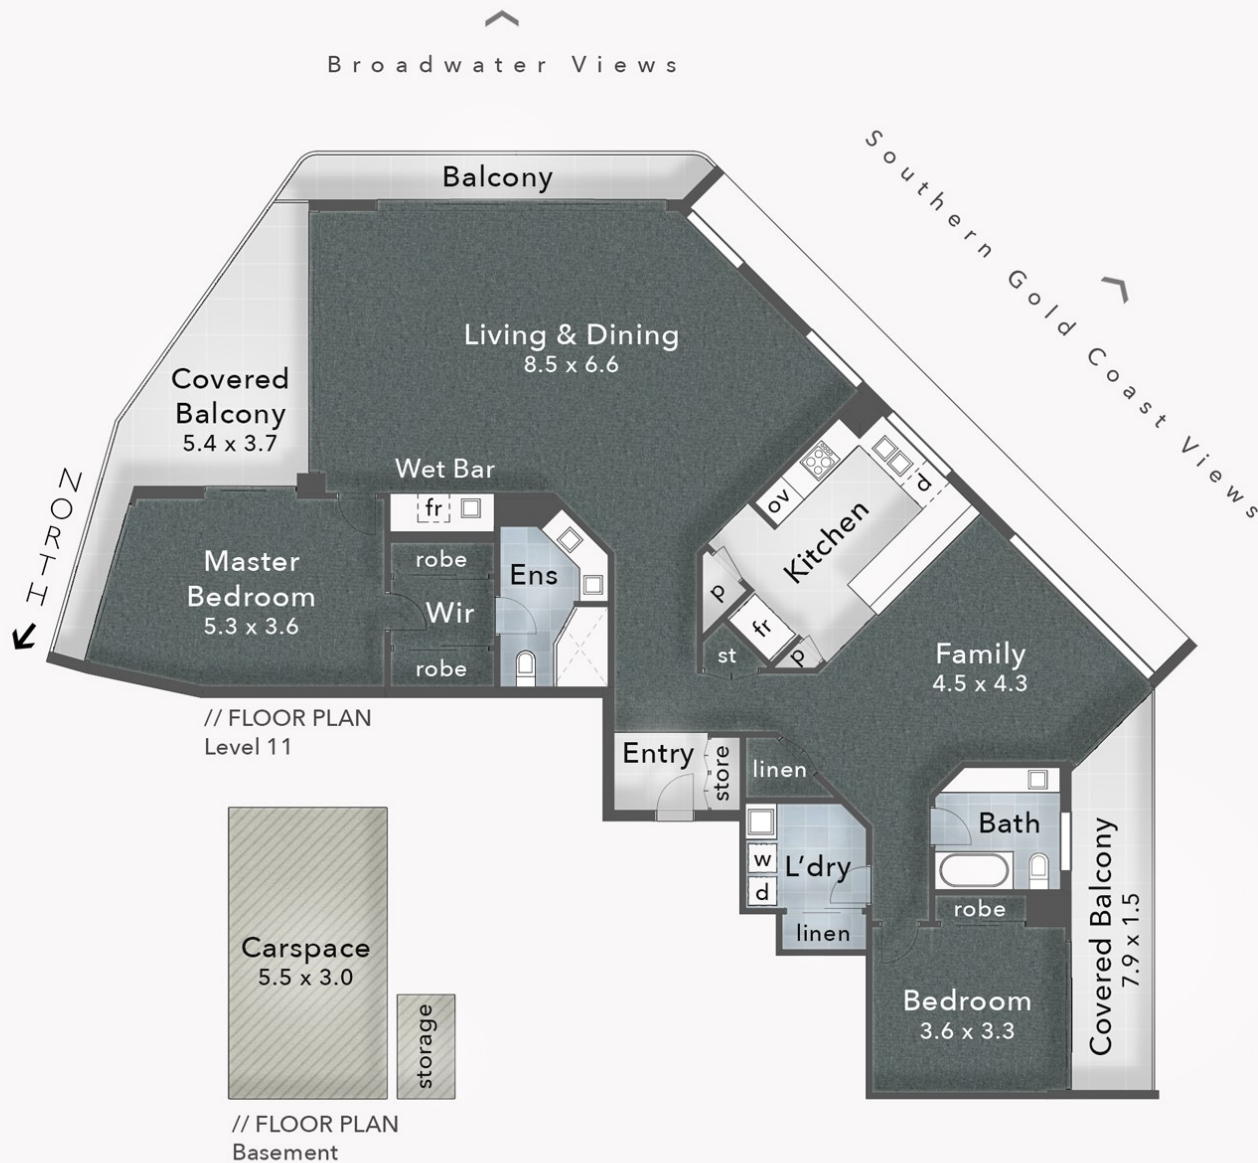 Broadwater Views
Southern Gold Coast Views
Balcony
Living & Dining
8.5 x 6.6
Covered
Balcony
5.4 x 3.7
NORTH
Wet Bar
fr
ov
d
Kitchen
Master
Bedroom
5.3 x 3.6
robe
Wir
robe
Ens
p
fr
p
st
Family
4.5 x 4.3
// FLOOR PLAN
Level 11
Entry
store
linen
Bath
w
d
L'dry
linen
robe
Covered Balcony
7.9 x 1.5
Bedroom
3.6 x 3.3
Carspace
5.5 x 3.0
storage
// FLOOR PLAN
Basement